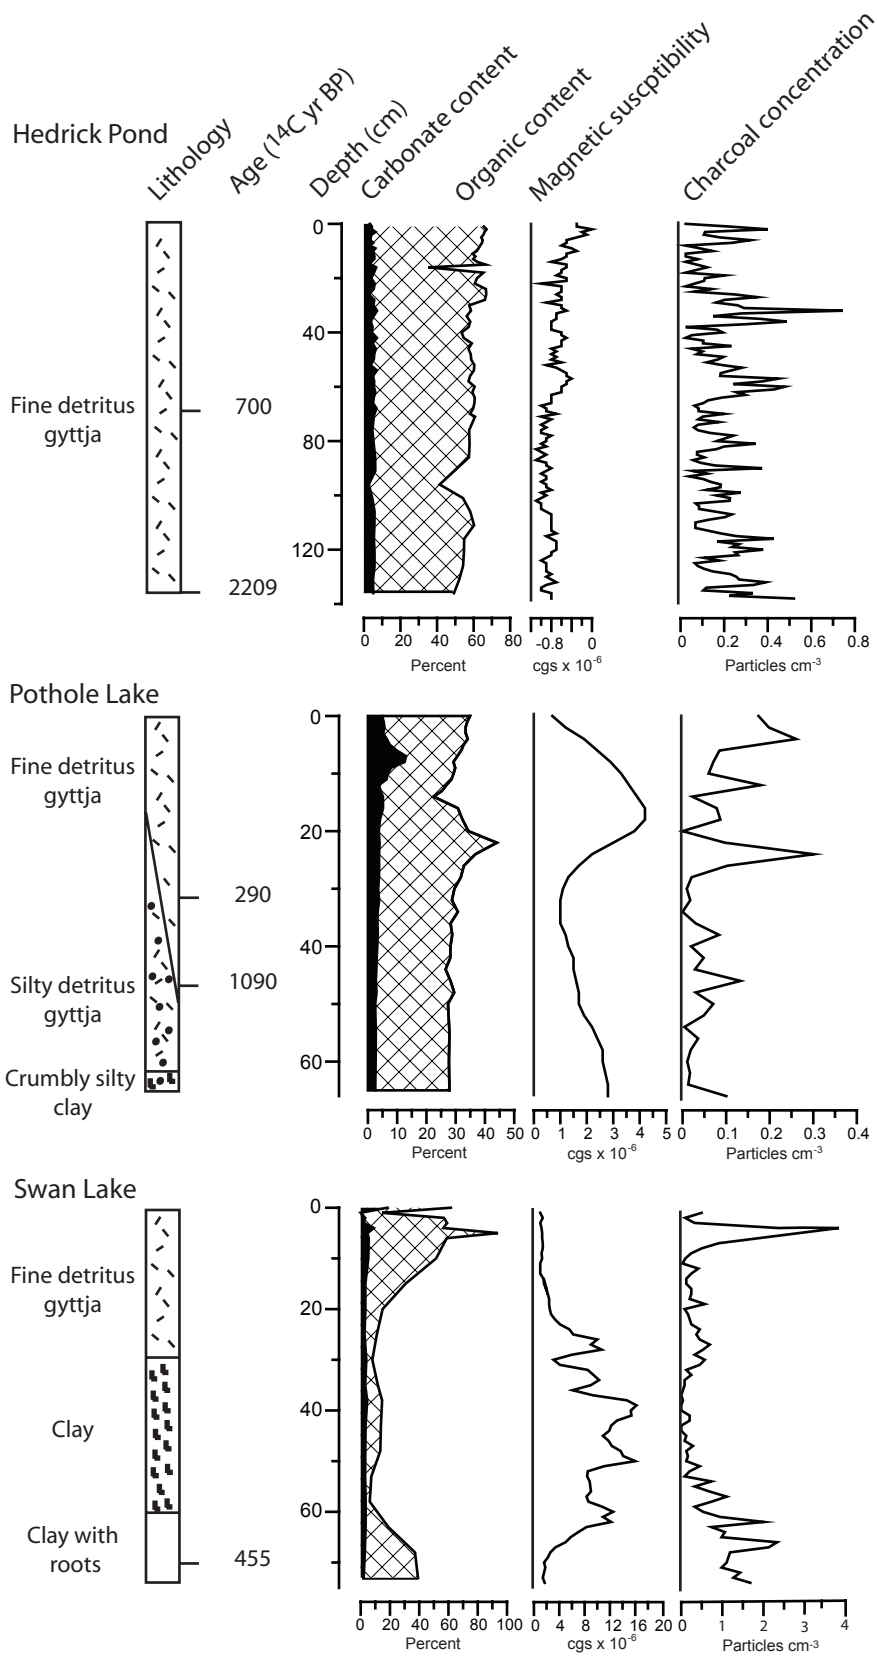 Hedrick Pond
Lithology
Age (14C yr BP)
Depth (cm)
Carbonate content
Organic content
Magnetic suscptibility
Charcoal concentration
0
40
80
120
Fine detritus
gyttja
700
2209
0 20 40 60 80
Percent
-0.8 0
cgs x 10-6
0 0.2 0.4 0.6 0.8
Particles cm-3
Pothole Lake
0
20
40
60
Fine detritus
gyttja
290
Silty detritus
gyttja
1090
Crumbly silty
clay
0 10 20 30 40 50
Percent
0 1 2 3 4 5
cgs x 10-6
0 0.1 0.2 0.3 0.4
Particles cm-3
Swan Lake
0
20
40
60
Fine detritus
gyttja
Clay
Clay with
roots
455
0 20 40 60 80 100
Percent
0 4 8 12 16 20
cgs x 10-6
0 1 2 3 4
Particles cm-3